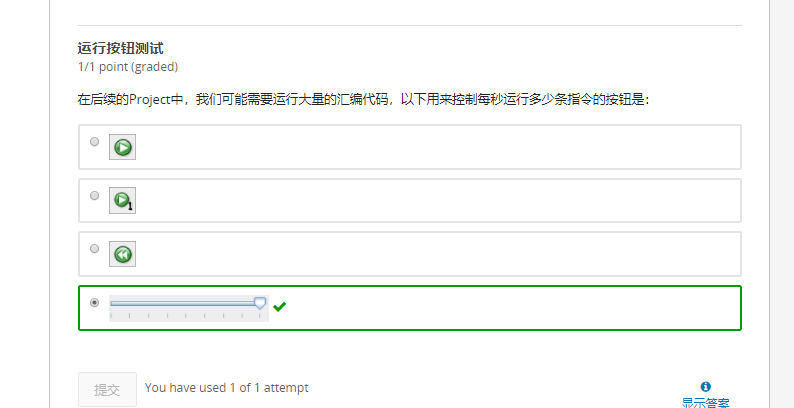 运行按钮测试
1/1 point (graded)
在后续的Project中，我们可能需要运行大量的汇编代码，以下用来控制每秒运行多少条指令的按钮是：
1
提交
You have used 1 of 1 attempt
显示答案